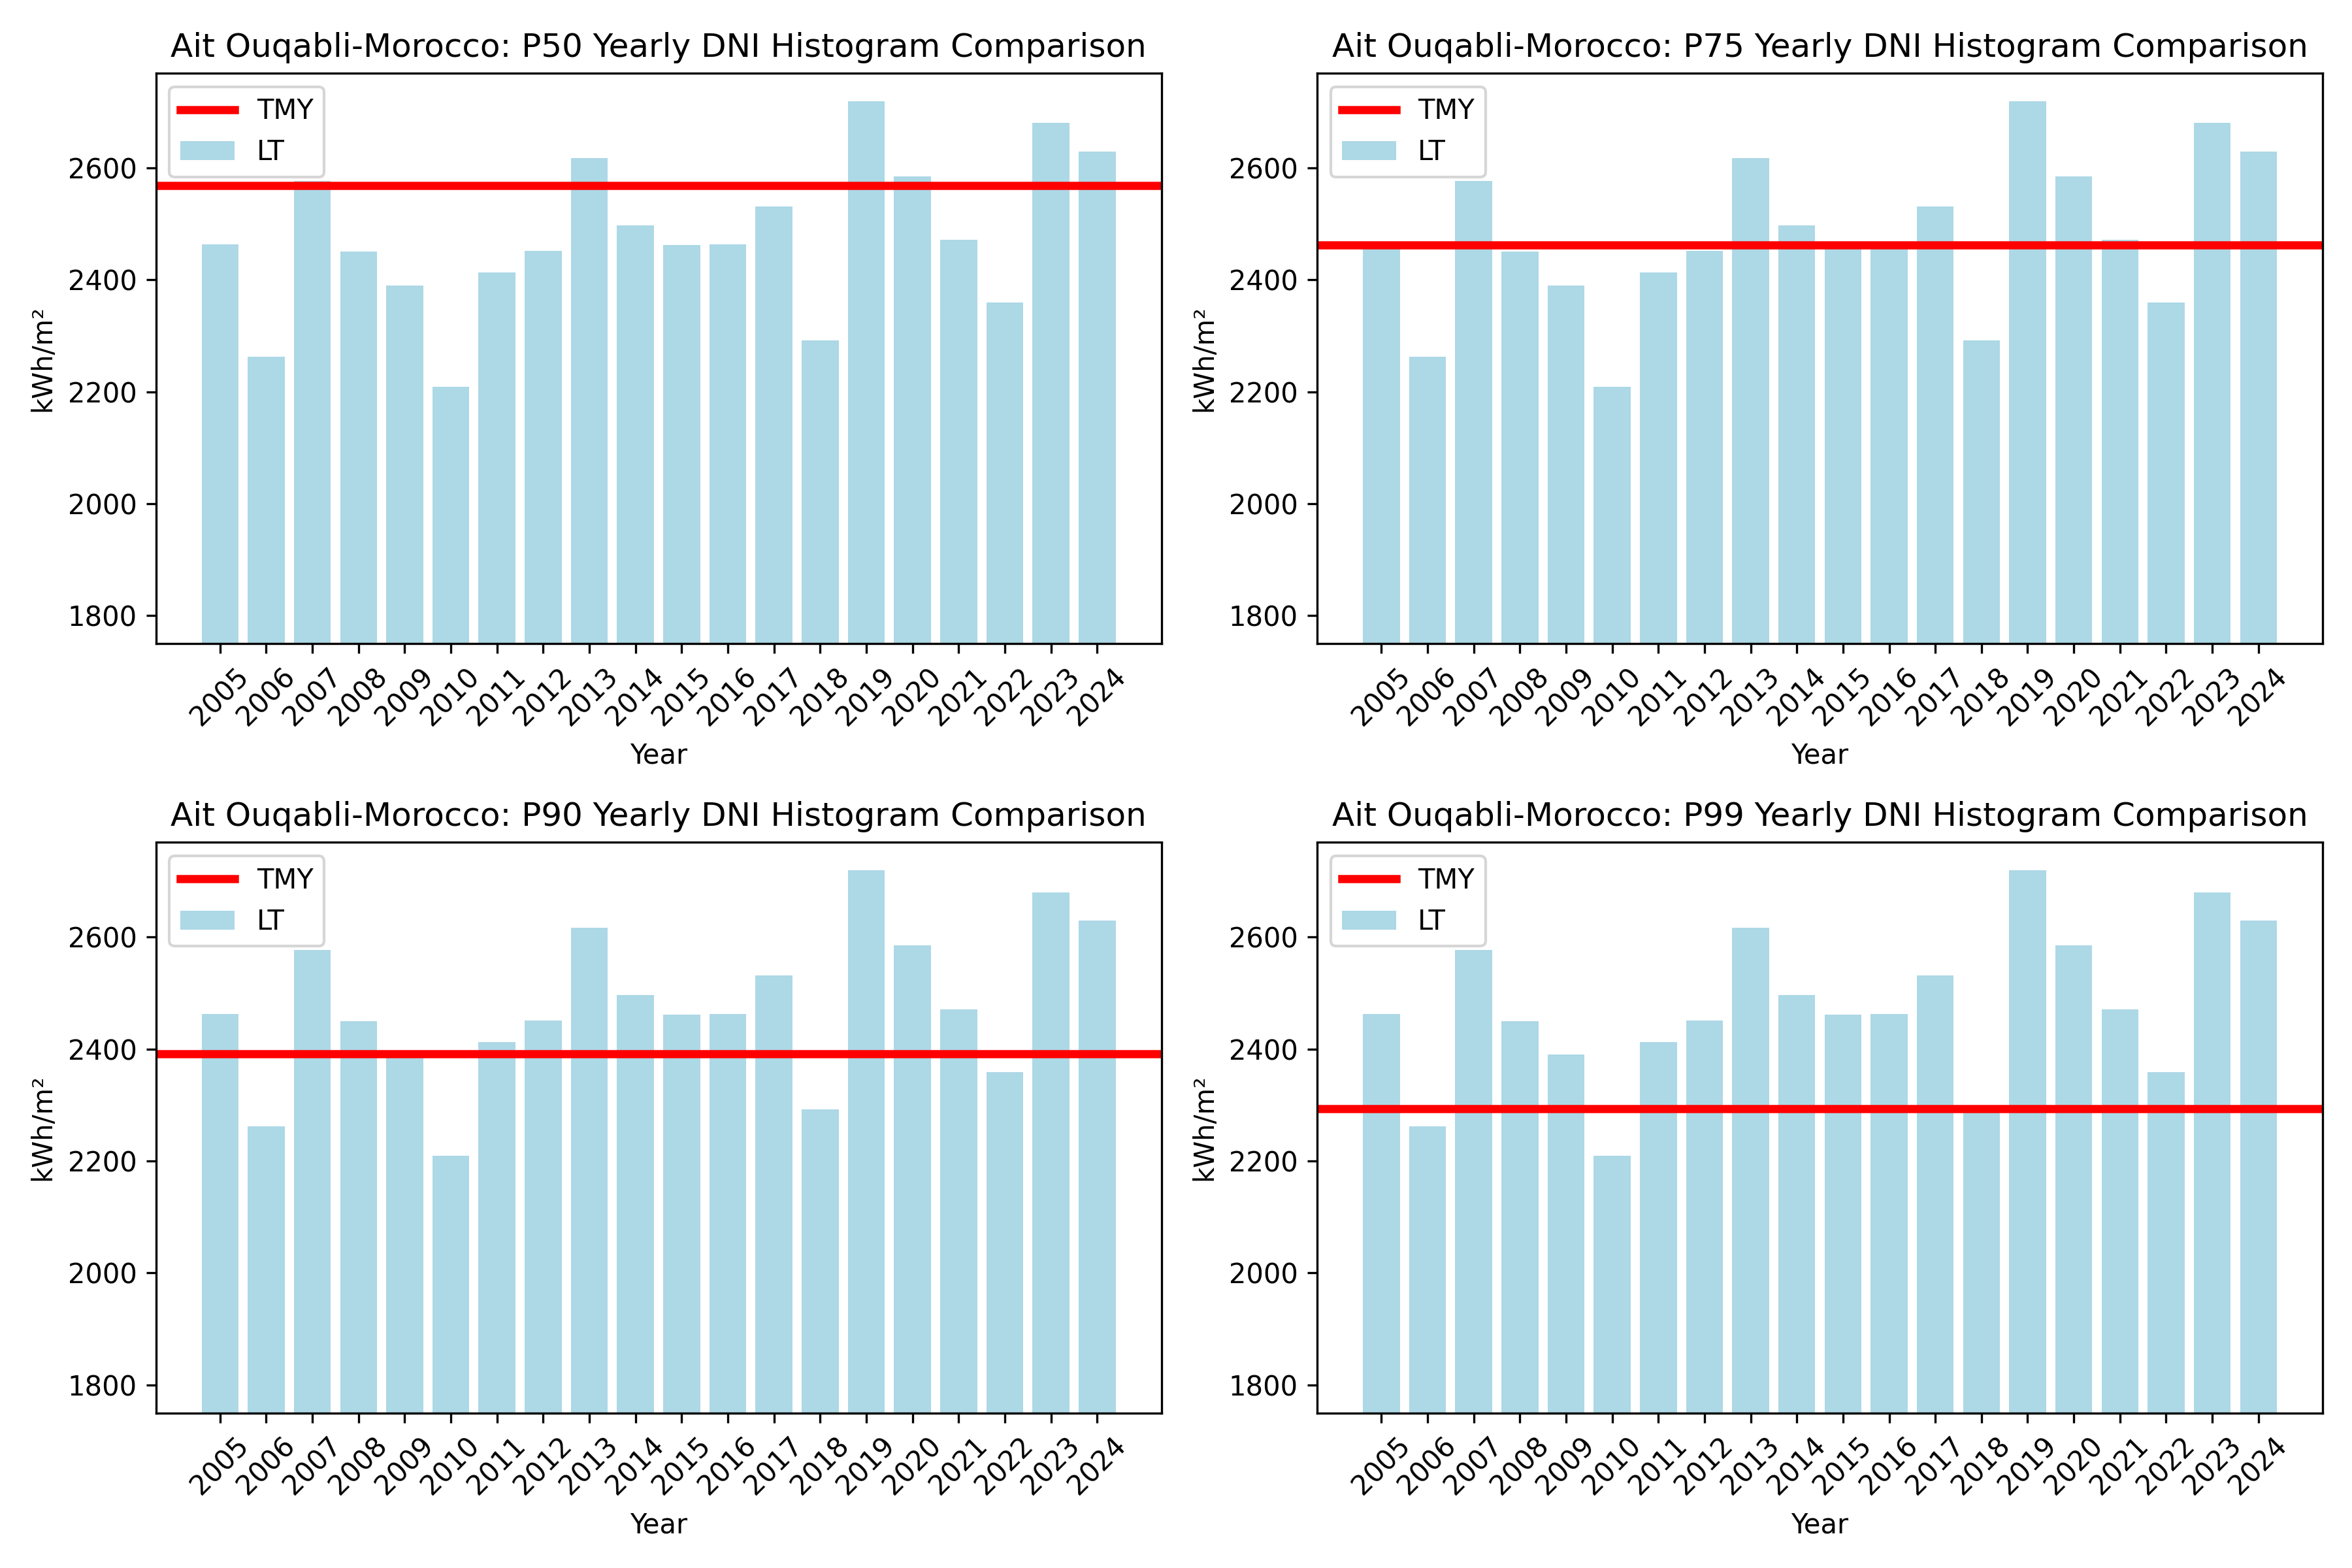 Ait Ouqabli-Morocco: P50 Yearly DNI Histogram Comparison
TMY
LT
2600
2400
2200
2000
1800
kWh/m²
2005 2006 2007 2008 2009 2010 2011 2012 2013 2014 2015 2016 2017 2018 2019 2020 2021 2022 2023 2024
Year
Ait Ouqabli-Morocco: P75 Yearly DNI Histogram Comparison
TMY
LT
2600
2400
2200
2000
1800
kWh/m²
2005 2006 2007 2008 2009 2010 2011 2012 2013 2014 2015 2016 2017 2018 2019 2020 2021 2022 2023 2024
Year
Ait Ouqabli-Morocco: P90 Yearly DNI Histogram Comparison
TMY
LT
2600
2400
2200
2000
1800
kWh/m²
2005 2006 2007 2008 2009 2010 2011 2012 2013 2014 2015 2016 2017 2018 2019 2020 2021 2022 2023 2024
Year
Ait Ouqabli-Morocco: P99 Yearly DNI Histogram Comparison
TMY
LT
2600
2400
2200
2000
1800
kWh/m²
2005 2006 2007 2008 2009 2010 2011 2012 2013 2014 2015 2016 2017 2018 2019 2020 2021 2022 2023 2024
Year